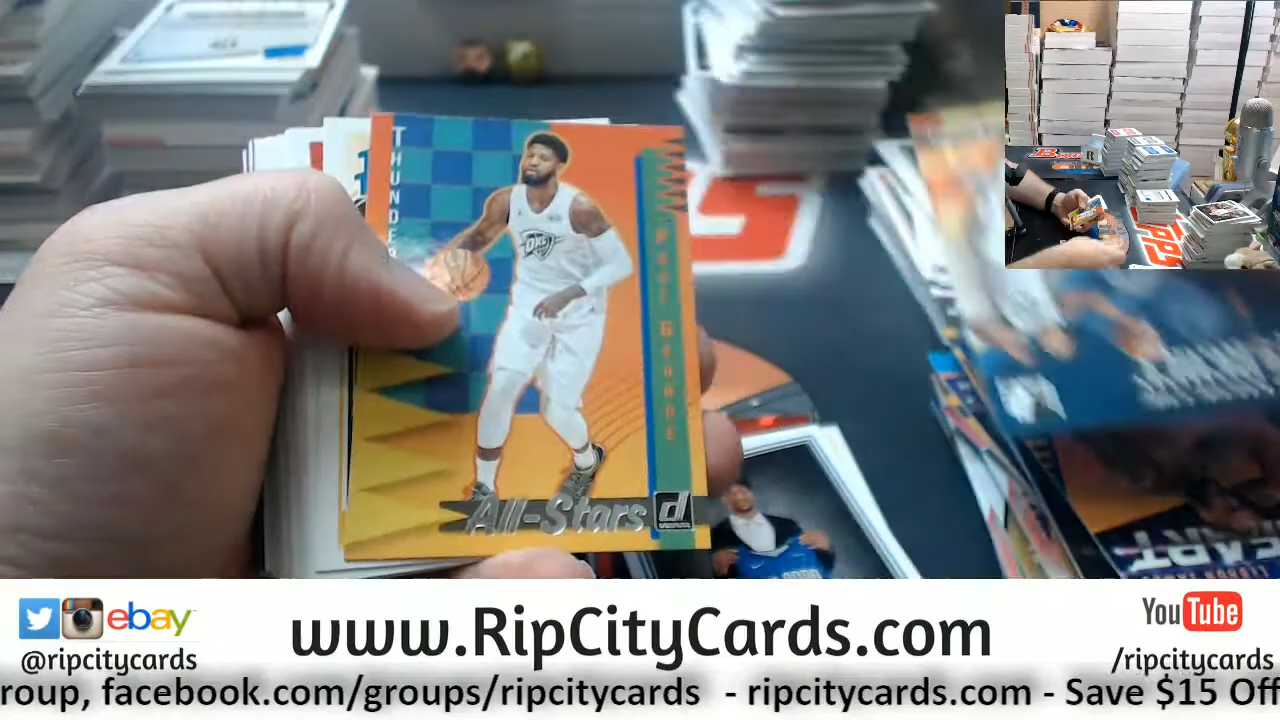 THUNDER
Paul George
OKC
All-Stars
d
www.RipCityCards.com
ebay
@ripcitycards
YouTube
/ripcitycards
roup, facebook.com/groups/ripcitycards - ripcitycards.com - Save $15 Off